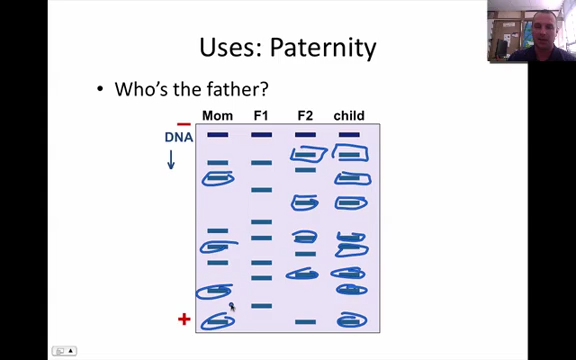 Uses: Paternity
• Who's the father?
Mom F1 F2 child
−
DNA
↓
+